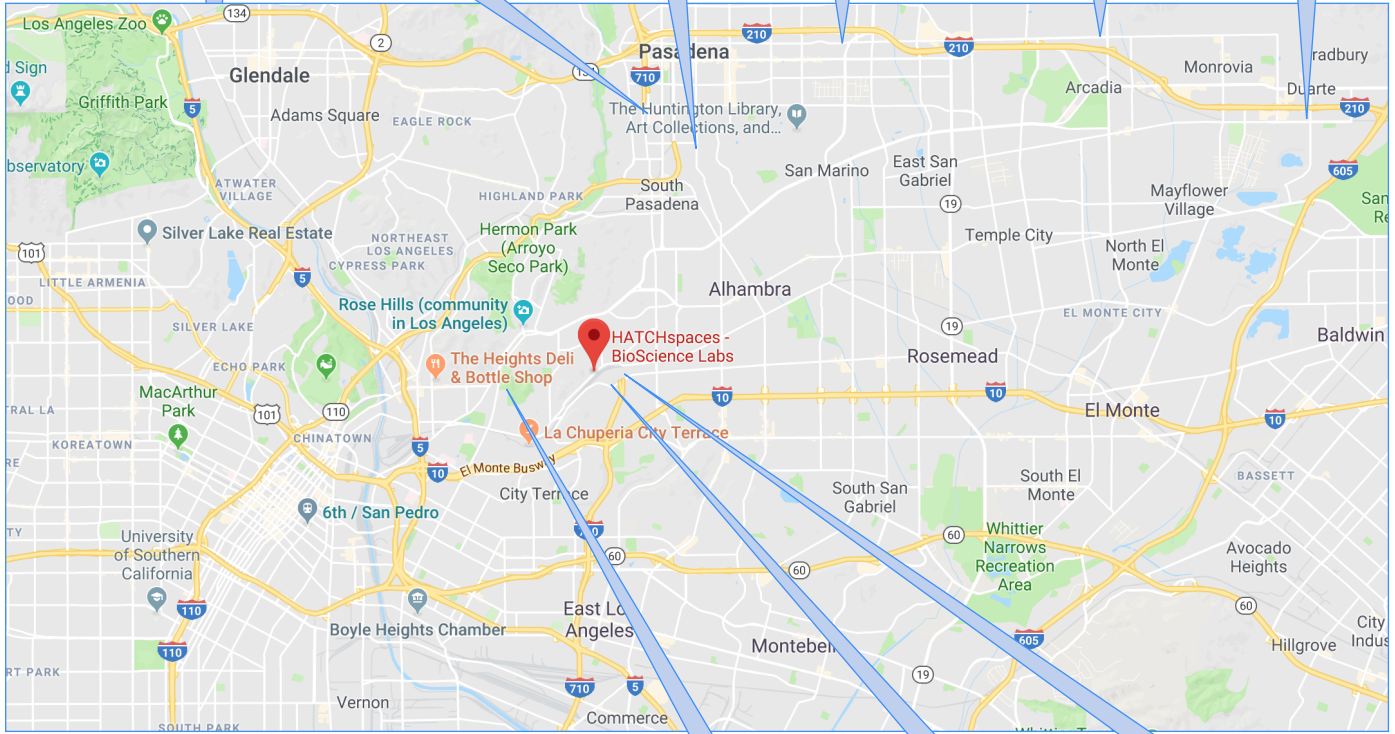 Los Angeles Zoo
134
2
Pasadena
210
210
Glendale
710
Monrovia
Arcadia
Duarte
210
d Sign
Griffith Park
5
Adams Square
EAGLE ROCK
The Huntington Library,
Art Collections, and...
bservatory
ATWATER
VILLAGE
HIGHLAND PARK
South
Pasadena
San Marino
East San
Gabriel
605
19
Mayflower
Village
San
Silver Lake Real Estate
101
NORTHEAST
LOS ANGELES
CYPRESS PARK
Hermon Park
(Arroyo
Seco Park)
Temple City
North El
Monte
5
LITTLE ARMENIA
OOD
Alhambra
Rose Hills (community
in Los Angeles)
SILVER LAKE
19
EL MONTE CITY
Baldwin
HATCHspaces -
BioScience Labs
Rosemead
ECHO PARK
The Heights Deli
& Bottle Shop
MacArthur
Park
101
110
10
10
El Monte
10
TRAL LA
KOREATOWN
CHINATOWN
5
La Chuperia City Terrace
RE
10
El Monte Busway
City Terrace
South San
Gabriel
South El
Monte
BASSETT
6th / San Pedro
TY
University
of Southern
California
60
60
60
Whittier
Narrows
Recreation
Area
Avocado
Heights
110
Boyle Heights Chamber
East Lo
Angeles
60
605
110
Montebell
19
City
Indus
Hillgrove
RT PARK
Vernon
710
5
Commerce
SOUTH PARK